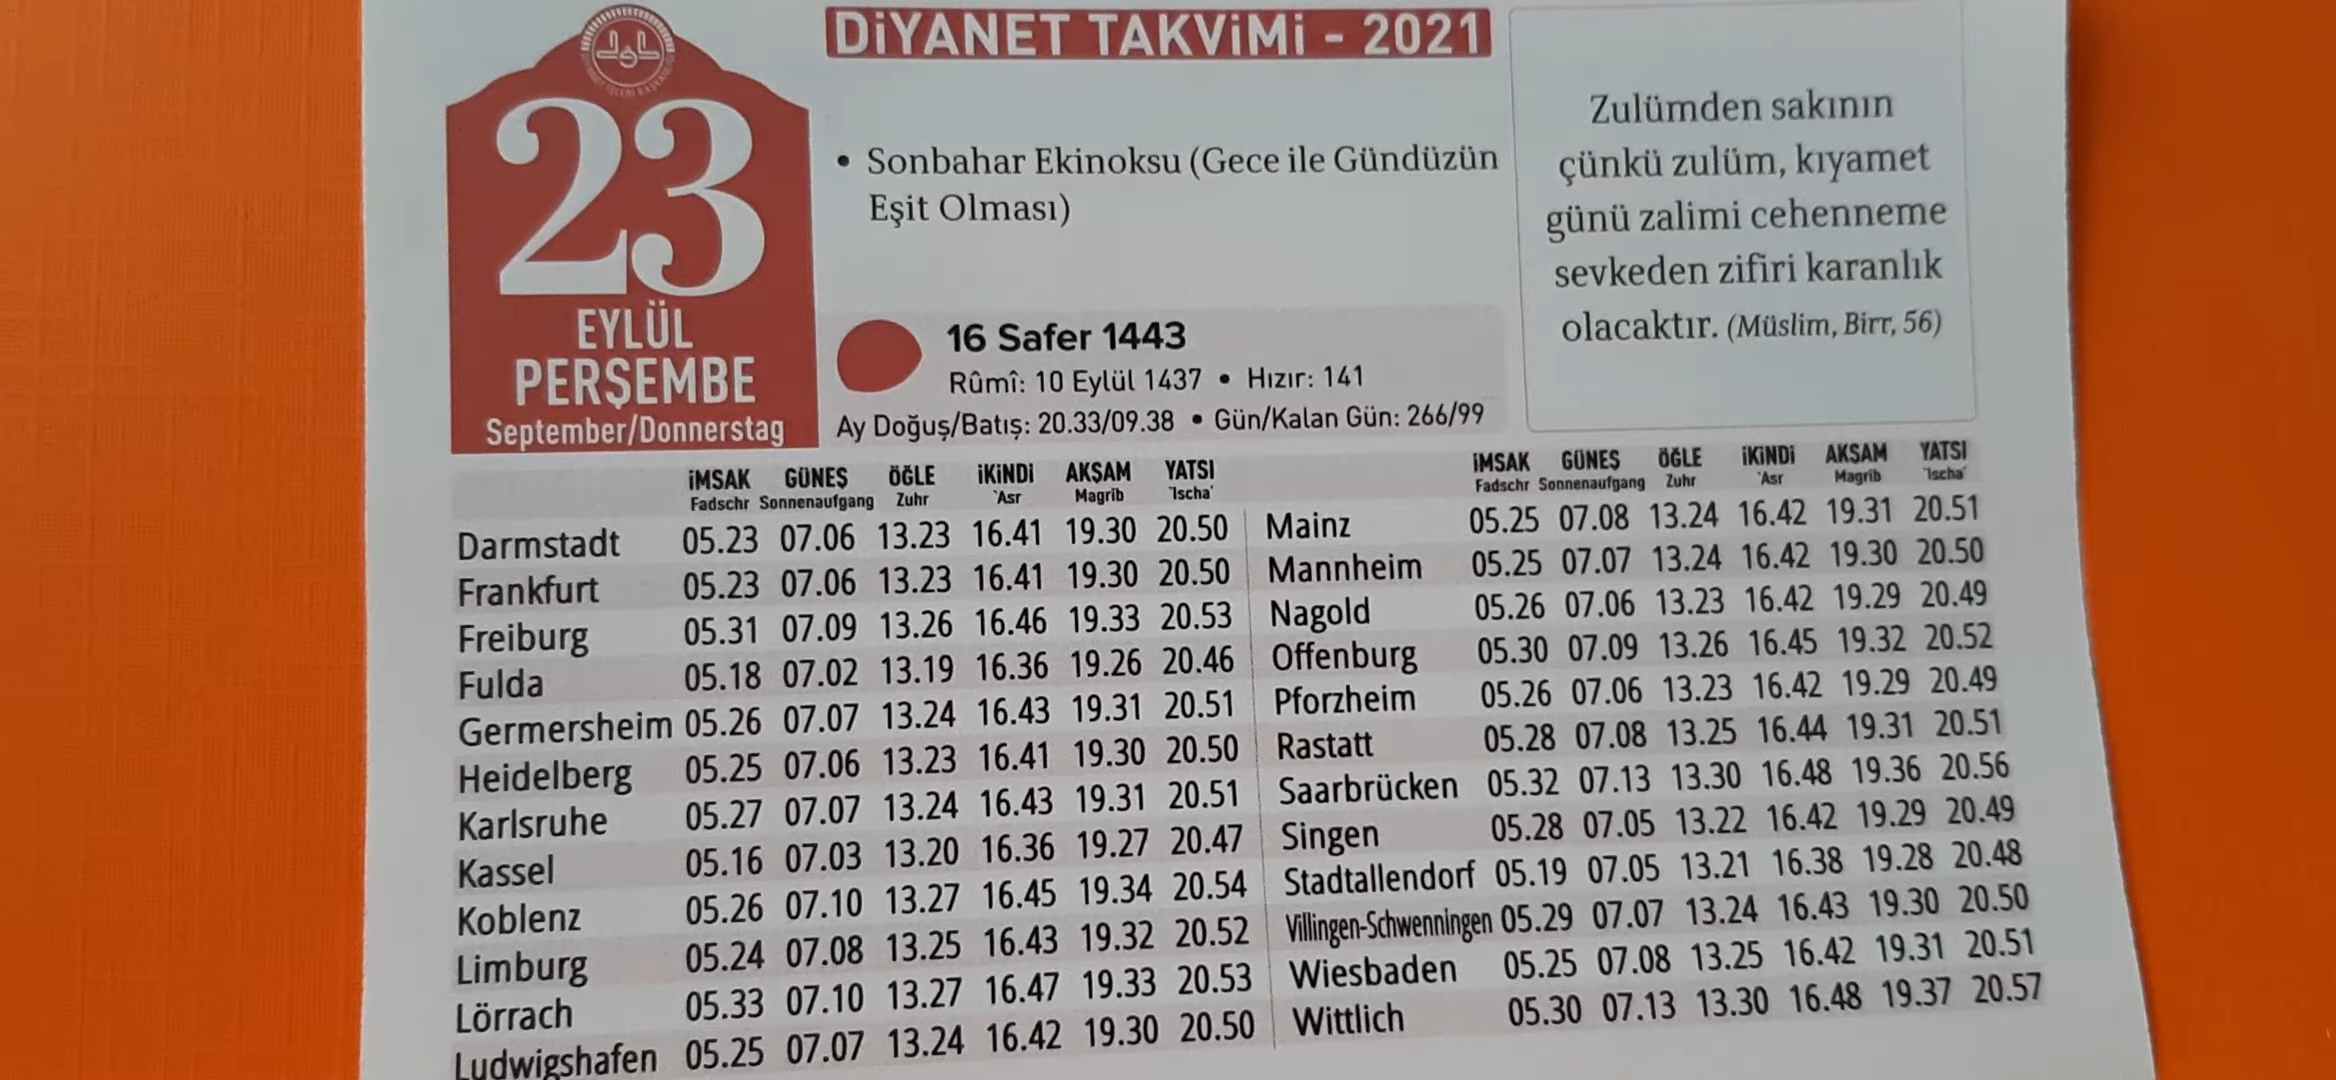 23
EYLÜL
PERŞEMBE
September/Donnerstag
DİYANET TAKVİMİ - 2021
• Sonbahar Ekinoksu (Gece ile Gündüzün
Eşit Olması)
16 Safer 1443
Rûmî: 10 Eylül 1437 • Hızır: 141
Ay Doğuş/Batış: 20.33/09.38 • Gün/Kalan Gün: 266/99
Zulümden sakının
çünkü zulüm, kıyamet
günü zalimi cehenneme
sevkeden zifiri karanlık
olacaktır. (Müslim, Birr, 56)
İMSAK GÜNEŞ ÖĞLE İKİNDİ AKŞAM YATSI
Fadschr Sonnenaufgang Zuhr 'Asr Magrib 'Ischa'
Darmstadt 05.23 07.06 13.23 16.41 19.30 20.50
Frankfurt 05.23 07.06 13.23 16.41 19.30 20.50
Freiburg 05.31 07.09 13.26 16.46 19.33 20.53
Fulda 05.18 07.02 13.19 16.36 19.26 20.46
Germersheim 05.26 07.07 13.24 16.43 19.31 20.51
Heidelberg 05.25 07.06 13.23 16.41 19.30 20.50
Karlsruhe 05.27 07.07 13.24 16.43 19.31 20.51
Kassel 05.16 07.03 13.20 16.36 19.27 20.47
Koblenz 05.26 07.10 13.27 16.45 19.34 20.54
Limburg 05.24 07.08 13.25 16.43 19.32 20.52
Lörrach 05.33 07.10 13.27 16.47 19.33 20.53
Ludwigshafen 05.25 07.07 13.24 16.42 19.30 20.50
İMSAK GÜNEŞ ÖĞLE İKİNDİ AKŞAM YATSI
Fadschr Sonnenaufgang Zuhr 'Asr Magrib 'Ischa'
Mainz 05.25 07.08 13.24 16.42 19.31 20.51
Mannheim 05.25 07.07 13.24 16.42 19.30 20.50
Nagold 05.26 07.06 13.23 16.42 19.29 20.49
Offenburg 05.30 07.09 13.26 16.45 19.32 20.52
Pforzheim 05.26 07.06 13.23 16.42 19.29 20.49
Rastatt 05.28 07.08 13.25 16.44 19.31 20.51
Saarbrücken 05.32 07.13 13.30 16.48 19.36 20.56
Singen 05.28 07.05 13.22 16.42 19.29 20.49
Stadtallendorf 05.19 07.05 13.21 16.38 19.28 20.48
Villingen-Schwenningen 05.29 07.07 13.24 16.43 19.30 20.50
Wiesbaden 05.25 07.08 13.25 16.42 19.31 20.51
Wittlich 05.30 07.13 13.30 16.48 19.37 20.57